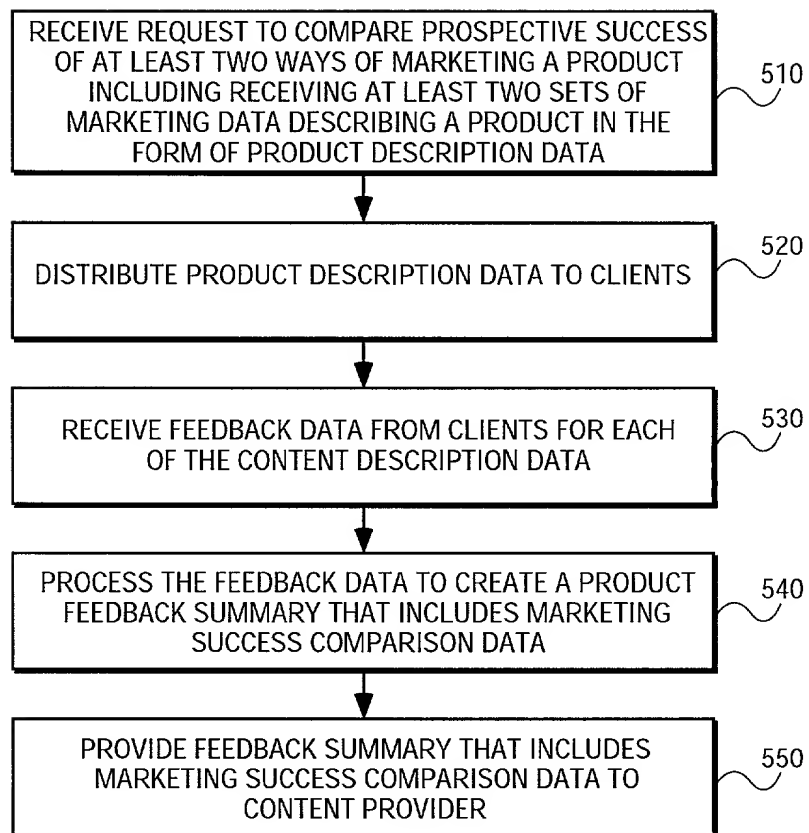 RECEIVE REQUEST TO COMPARE PROSPECTIVE SUCCESS
OF AT LEAST TWO WAYS OF MARKETING A PRODUCT
INCLUDING RECEIVING AT LEAST TWO SETS OF
MARKETING DATA DESCRIBING A PRODUCT IN THE
FORM OF PRODUCT DESCRIPTION DATA
510
DISTRIBUTE PRODUCT DESCRIPTION DATA TO CLIENTS
520
RECEIVE FEEDBACK DATA FROM CLIENTS FOR EACH
OF THE CONTENT DESCRIPTION DATA
530
PROCESS THE FEEDBACK DATA TO CREATE A PRODUCT
FEEDBACK SUMMARY THAT INCLUDES MARKETING
SUCCESS COMPARISON DATA
540
PROVIDE FEEDBACK SUMMARY THAT INCLUDES
MARKETING SUCCESS COMPARISON DATA TO
CONTENT PROVIDER
550